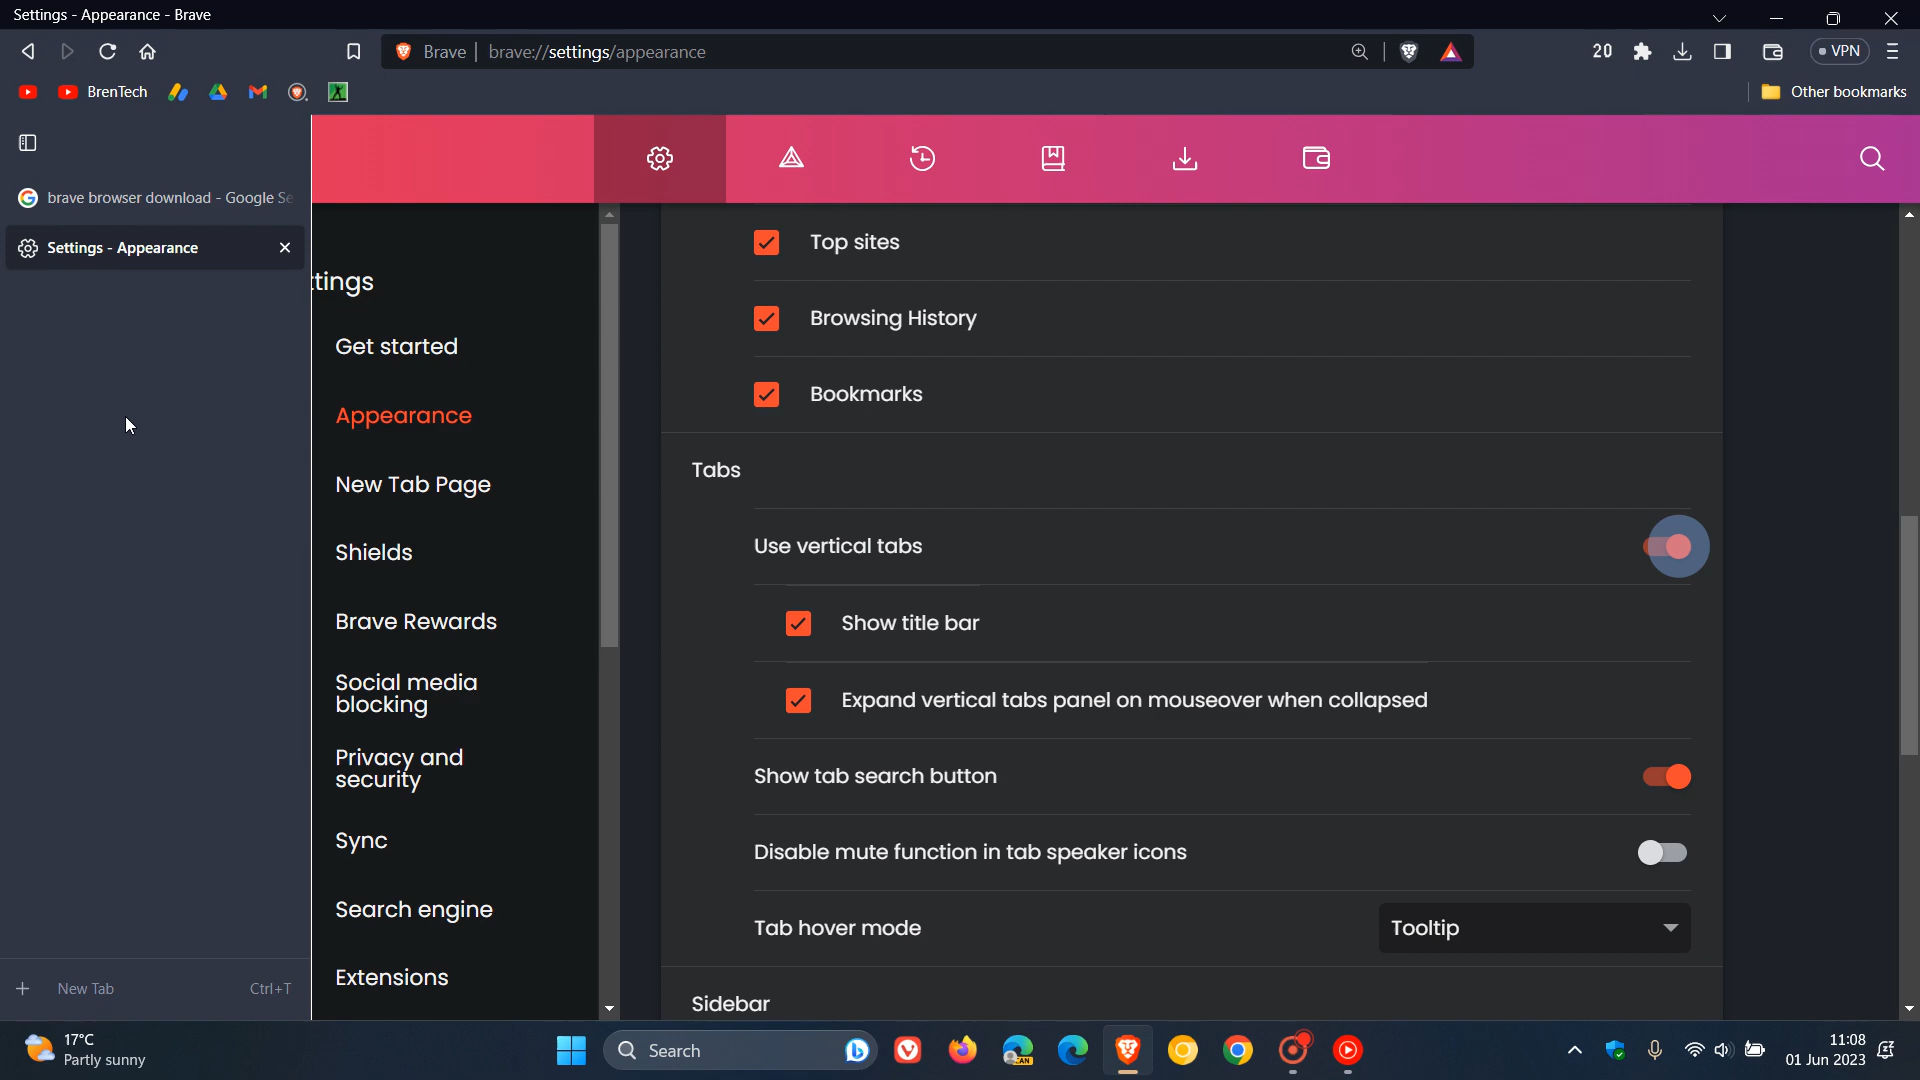 Settings - Appearance - Brave
Brave
brave://settings/appearance
20
VPN
BrenTech
Other bookmarks
brave browser download - Google Se
Settings - Appearance
ttings
Get started
Appearance
New Tab Page
Shields
Brave Rewards
Social media
blocking
Privacy and
security
Sync
Search engine
Extensions
Top sites
Browsing History
Bookmarks
Tabs
Use vertical tabs
Show title bar
Expand vertical tabs panel on mouseover when collapsed
Show tab search button
Disable mute function in tab speaker icons
Tab hover mode
Tooltip
Sidebar
New Tab
Ctrl+T
17°C
Partly sunny
Search
CAN
11:08
01 Jun 2023